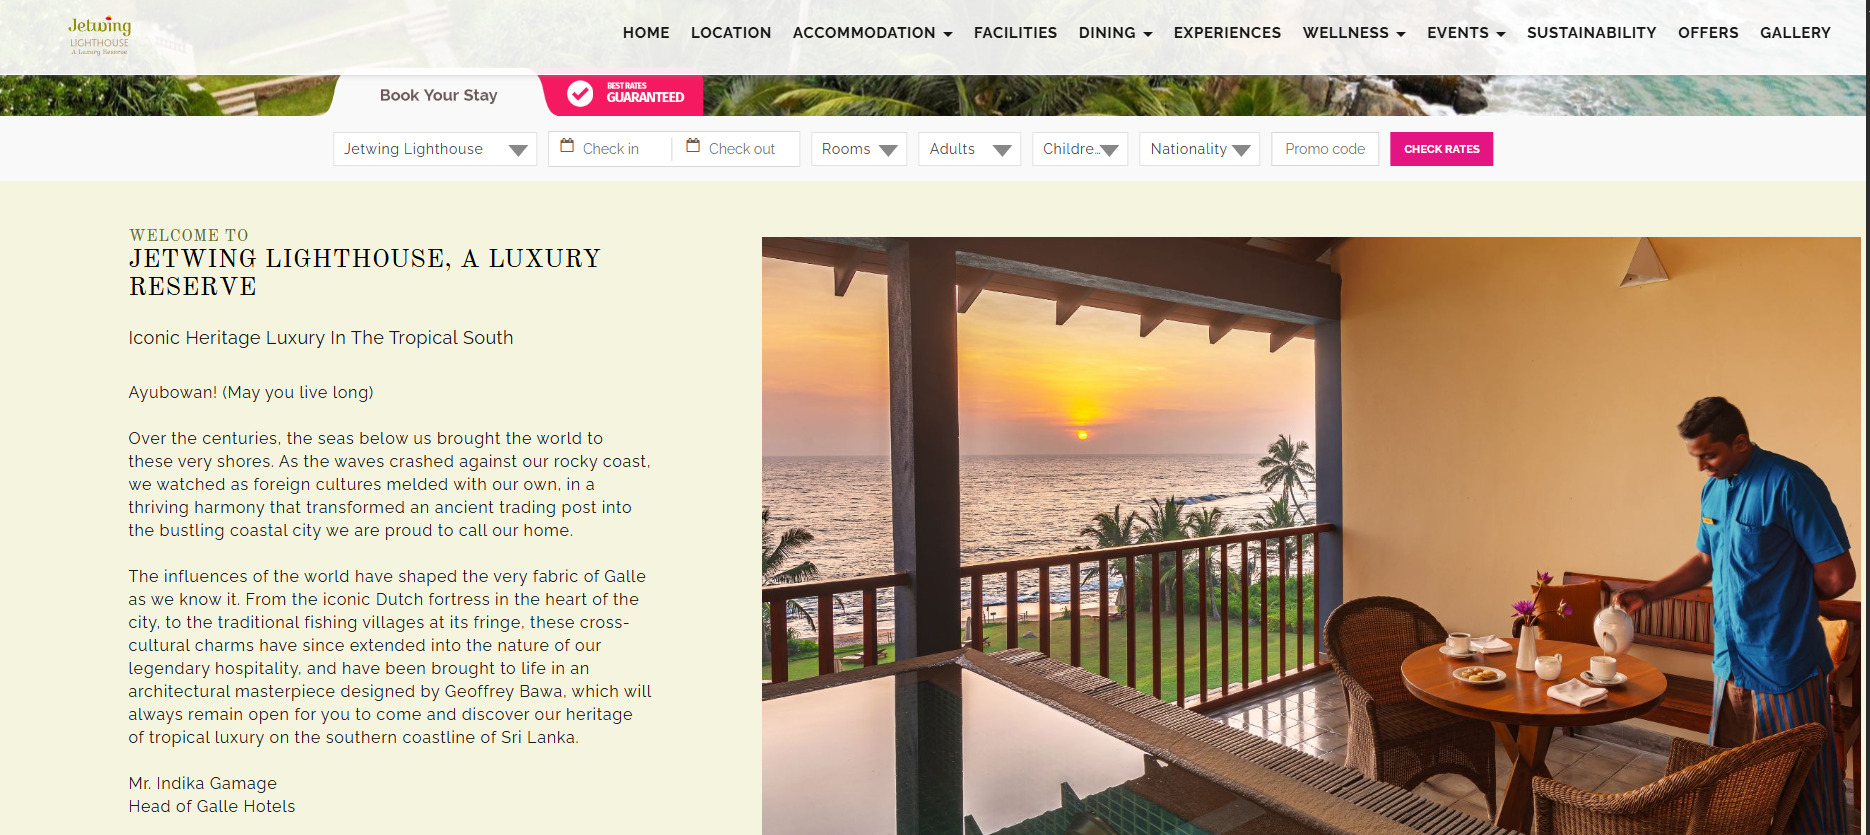 Jetwing
LIGHTHOUSE
A Luxury Reserve
HOME LOCATION ACCOMMODATION FACILITIES DINING EXPERIENCES WELLNESS EVENTS SUSTAINABILITY OFFERS GALLERY
Book Your Stay
BEST RATES
GUARANTEED
Jetwing Lighthouse Check in Check out Rooms Adults Childre... Nationality Promo code CHECK RATES
WELCOME TO
JETWING LIGHTHOUSE, A LUXURY
RESERVE
Iconic Heritage Luxury In The Tropical South
Ayubowan! (May you live long)
Over the centuries, the seas below us brought the world to
these very shores. As the waves crashed against our rocky coast,
we watched as foreign cultures melded with our own, in a
thriving harmony that transformed an ancient trading post into
the bustling coastal city we are proud to call our home.
The influences of the world have shaped the very fabric of Galle
as we know it. From the iconic Dutch fortress in the heart of the
city, to the traditional fishing villages at its fringe, these cross-
cultural charms have since extended into the nature of our
legendary hospitality, and have been brought to life in an
architectural masterpiece designed by Geoffrey Bawa, which will
always remain open for you to come and discover our heritage
of tropical luxury on the southern coastline of Sri Lanka.
Mr. Indika Gamage
Head of Galle Hotels